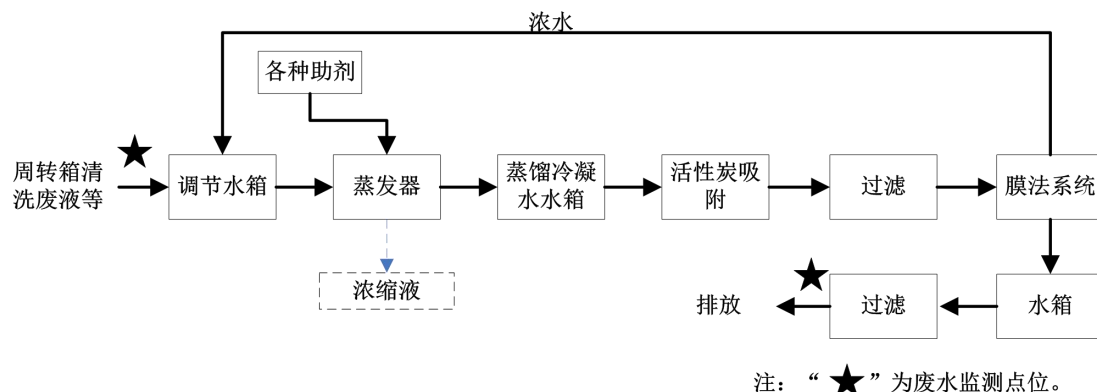 浓水
各种助剂
周转箱清
洗废液等
调节水箱
蒸发器
蒸馏冷凝
水水箱
活性炭吸
附
过滤
膜法系统
浓缩液
排放
过滤
水箱
注：“★”为废水监测点位。